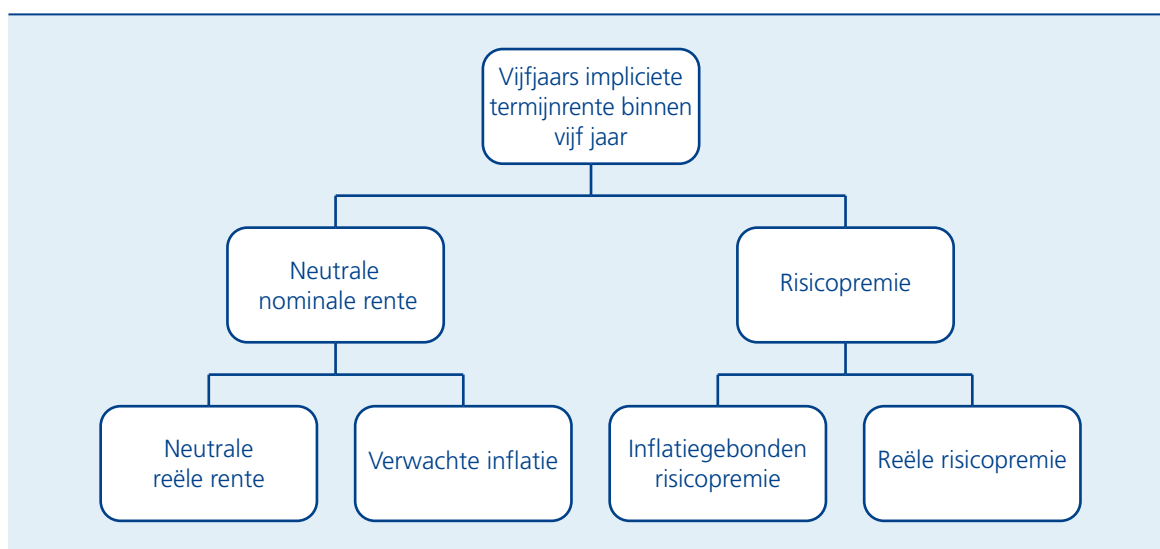 Vijfjaars impliciete
termijnrente binnen
vijf jaar
Neutrale
nominale rente
Risicopremie
Neutrale
reële rente
Verwachte inflatie
Inflatiegebonden
risicopremie
Reële risicopremie